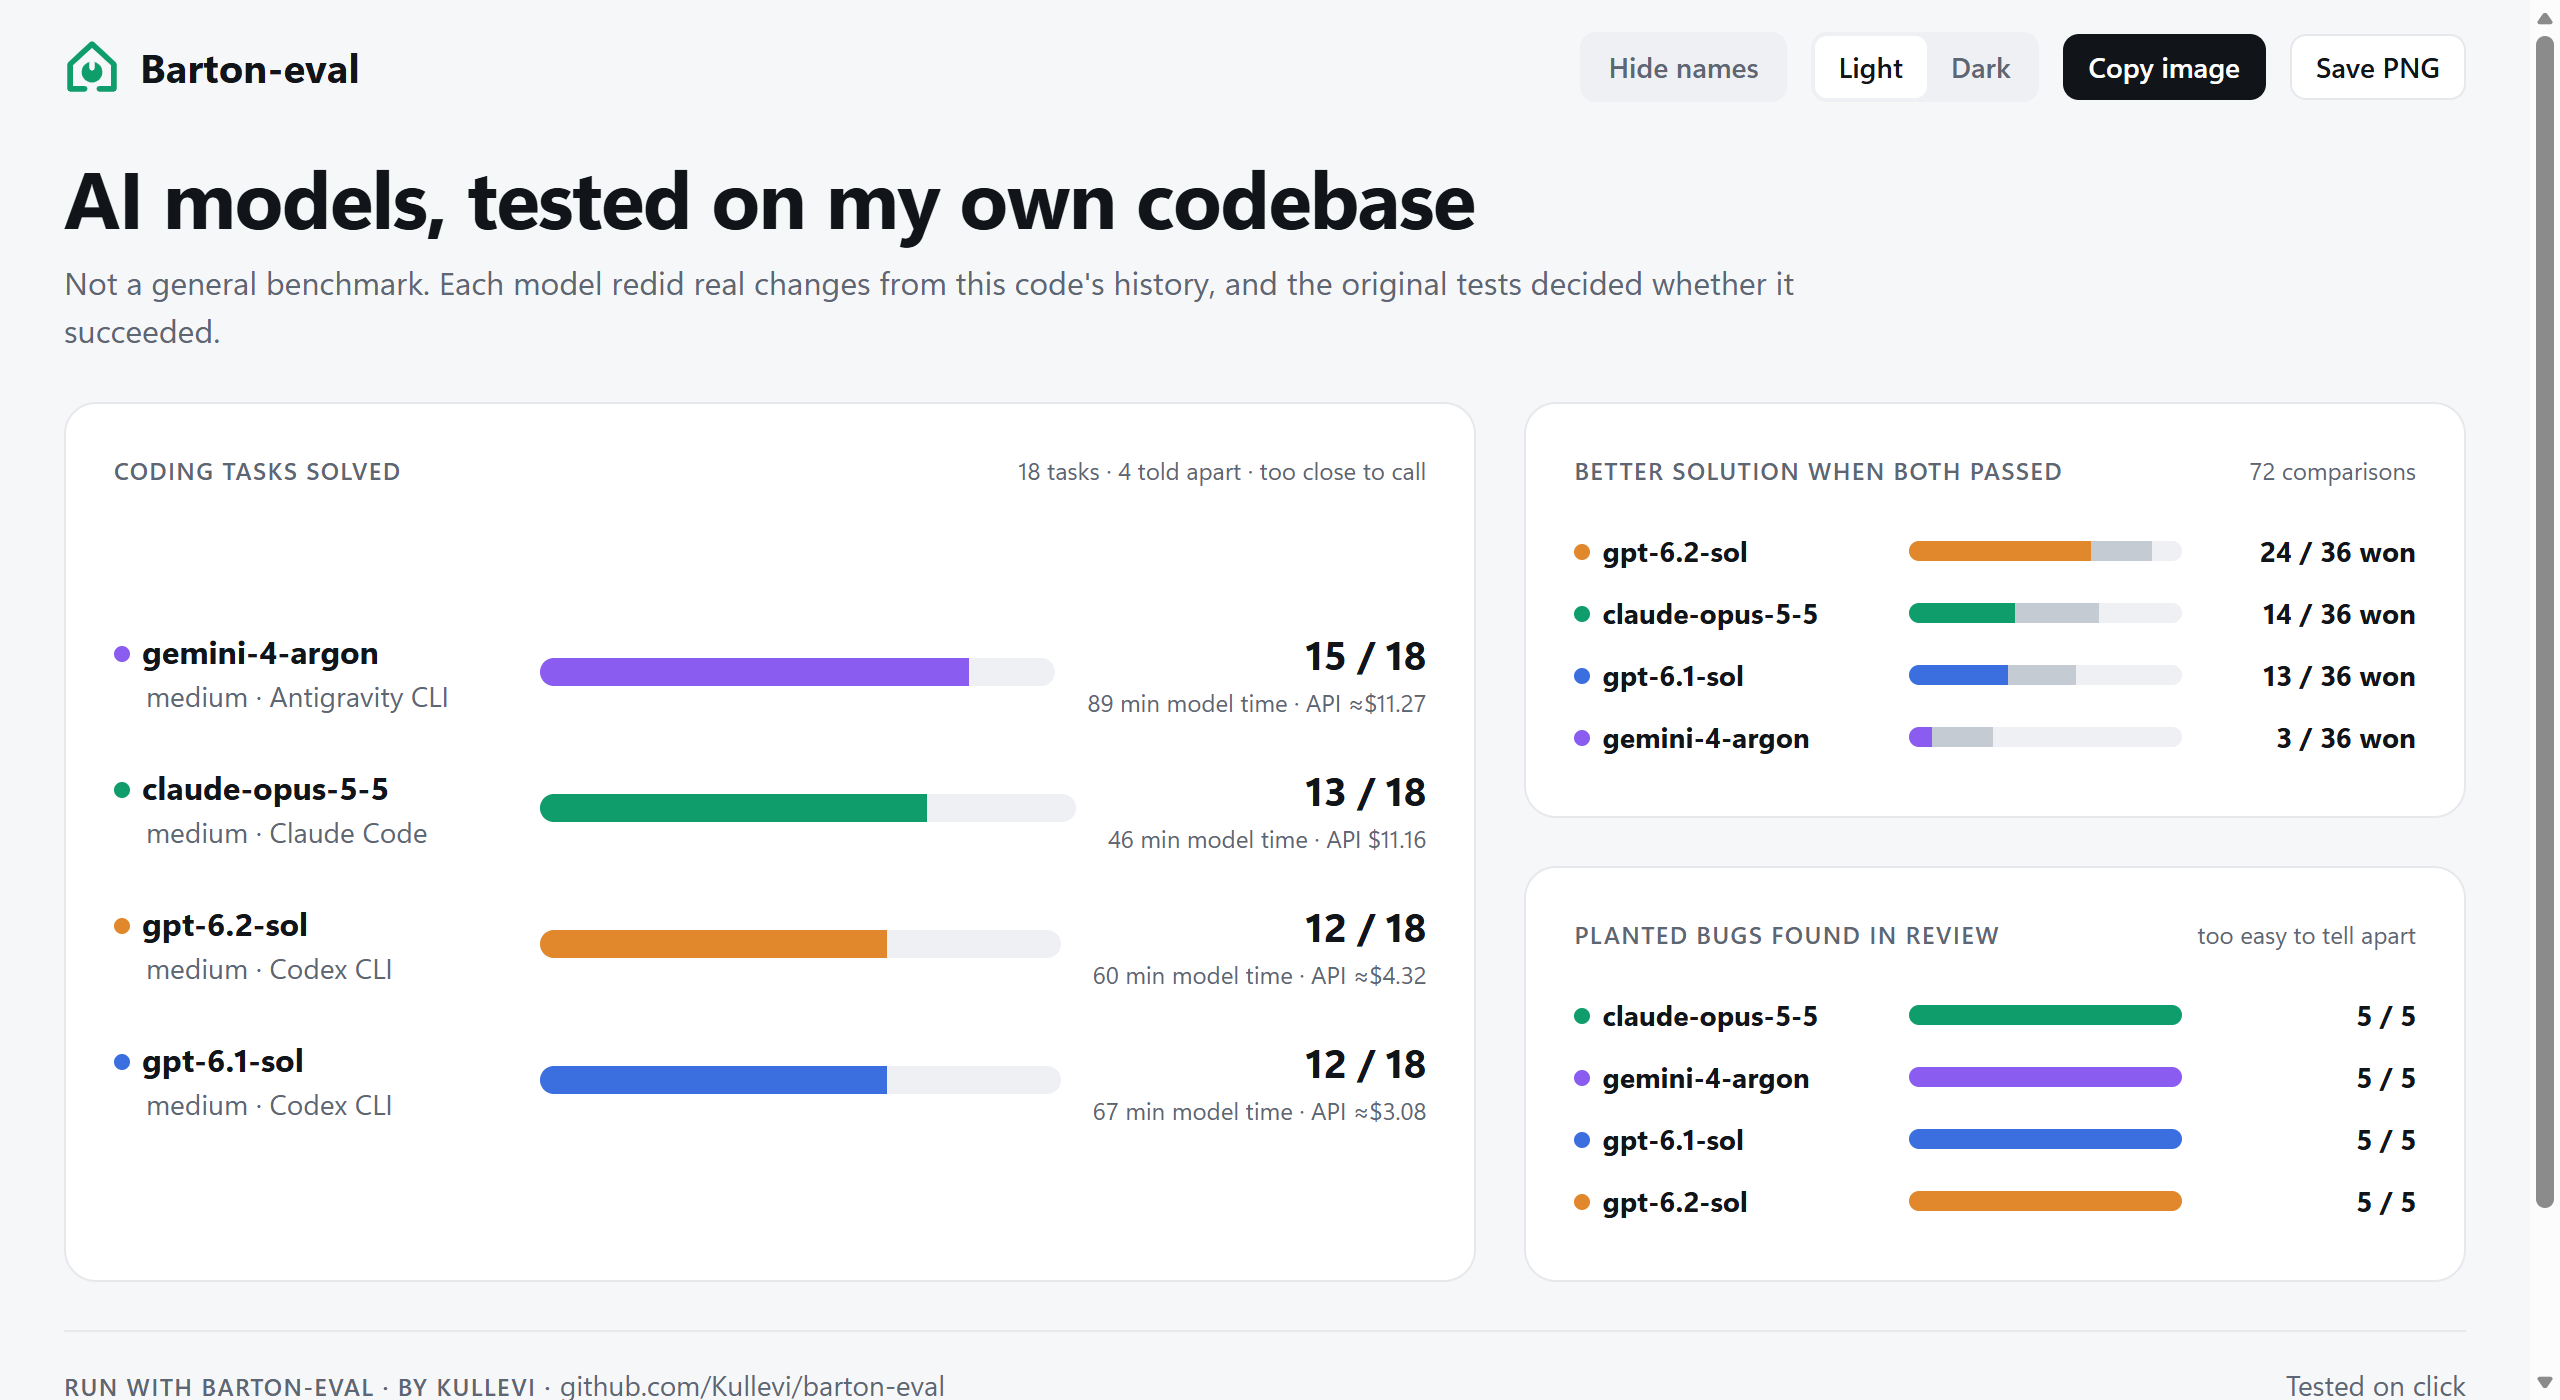 Barton-eval
Hide names
Light
Dark
Copy image
Save PNG
AI models, tested on my own codebase
Not a general benchmark. Each model redid real changes from this code's history, and the original tests decided whether it
succeeded.
CODING TASKS SOLVED
18 tasks · 4 told apart · too close to call
gemini-4-argon
medium · Antigravity CLI
15 / 18
89 min model time · API ≈$11.27
claude-opus-5-5
medium · Claude Code
13 / 18
46 min model time · API $11.16
gpt-6.2-sol
medium · Codex CLI
12 / 18
60 min model time · API ≈$4.32
gpt-6.1-sol
medium · Codex CLI
12 / 18
67 min model time · API ≈$3.08
BETTER SOLUTION WHEN BOTH PASSED
72 comparisons
gpt-6.2-sol
24 / 36 won
claude-opus-5-5
14 / 36 won
gpt-6.1-sol
13 / 36 won
gemini-4-argon
3 / 36 won
PLANTED BUGS FOUND IN REVIEW
too easy to tell apart
claude-opus-5-5
5 / 5
gemini-4-argon
5 / 5
gpt-6.1-sol
5 / 5
gpt-6.2-sol
5 / 5
RUN WITH BARTON-EVAL · BY KULLEVI · github.com/Kullevi/barton-eval
Tested on click